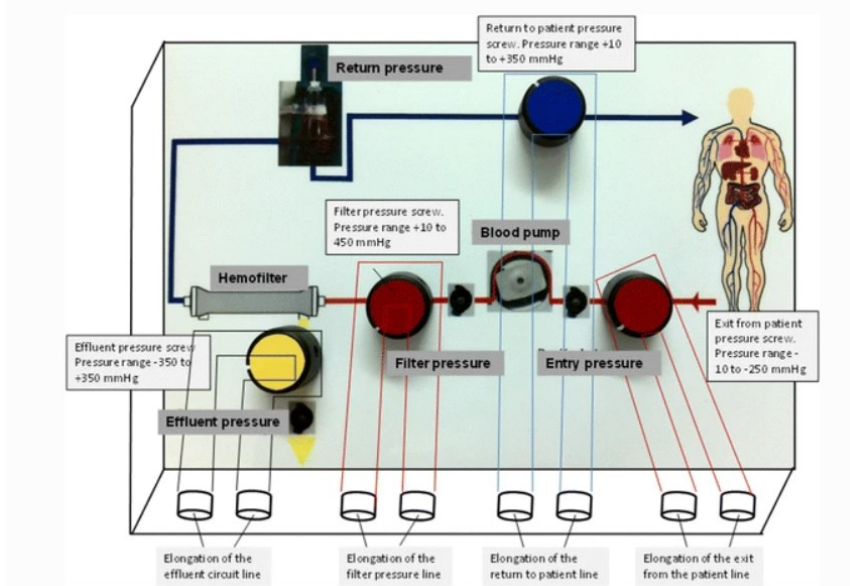 Return to patient pressure
screw. Pressure range +10
to +350 mmHg
Return pressure
Filter pressure screw.
Pressure range +10 to
450 mmHg
Blood pump
Hemofilter
Exit from patient
pressure screw.
Pressure range -
10 to -250 mmHg
Effluent pressure screw
Pressure range -350 to
+350 mmHg
Filter pressure
Entry pressure
Effluent pressure
Elongation of the
effluent circuit line
Elongation of the
filter pressure line
Elongation of the
return to patient line
Elongation of the exit
from the patient line